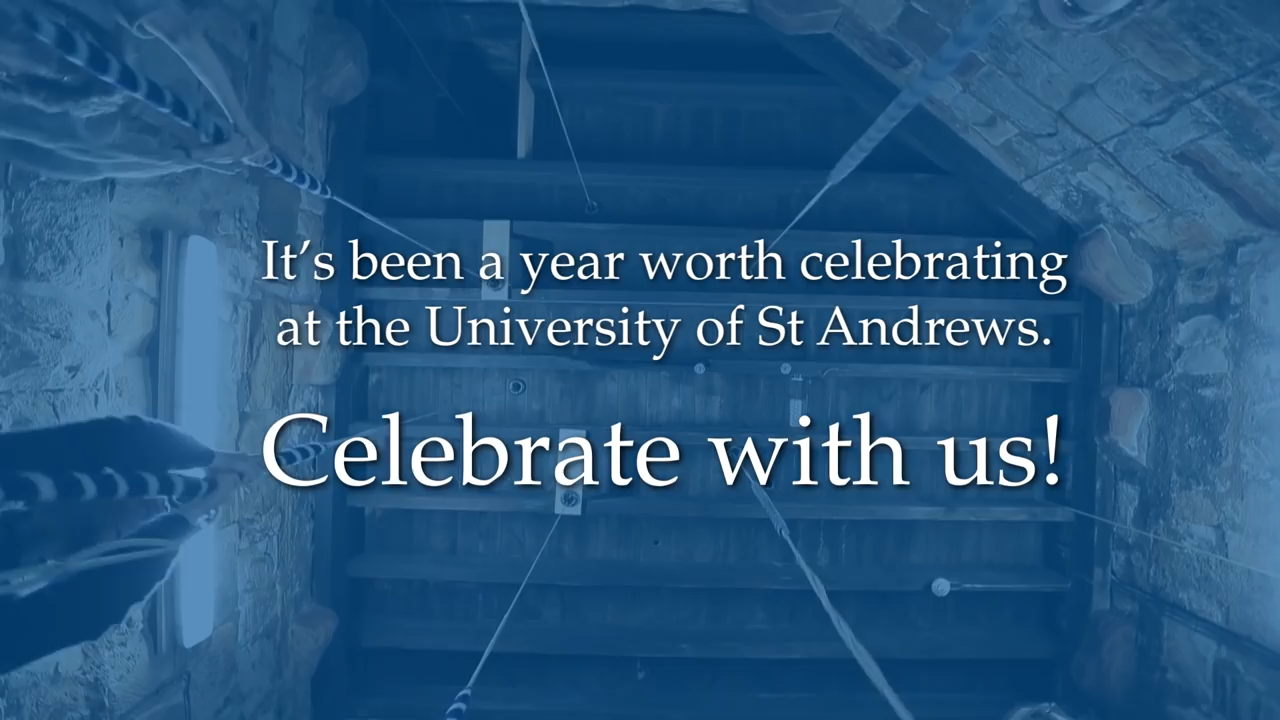 It’s been a year worth celebrating
at the University of St Andrews.
Celebrate with us!